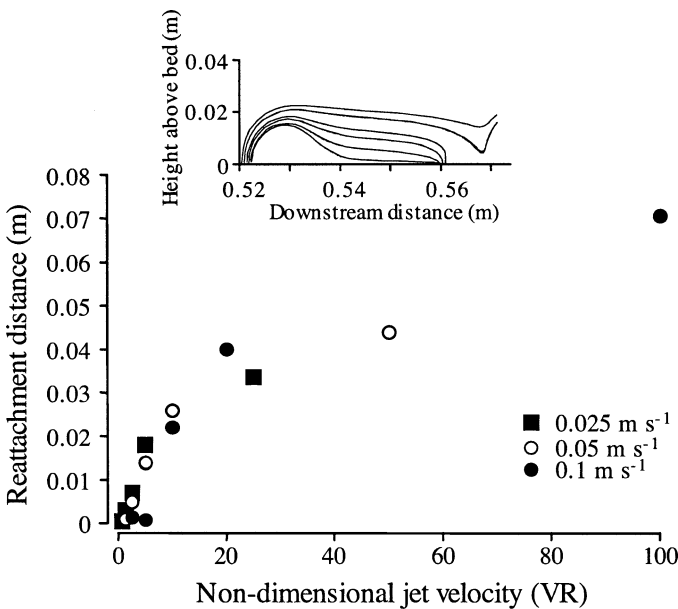 Height above bed (m)
0.04
0.02
0
0.52 0.54 0.56
Downstream distance (m)
Reattachment distance (m)
0.08
0.07
0.06
0.05
0.04
0.03
0.02
0.01
0
0 20 40 60 80 100
Non-dimensional jet velocity (VR)
0.025 m s⁻¹
0.05 m s⁻¹
0.1 m s⁻¹